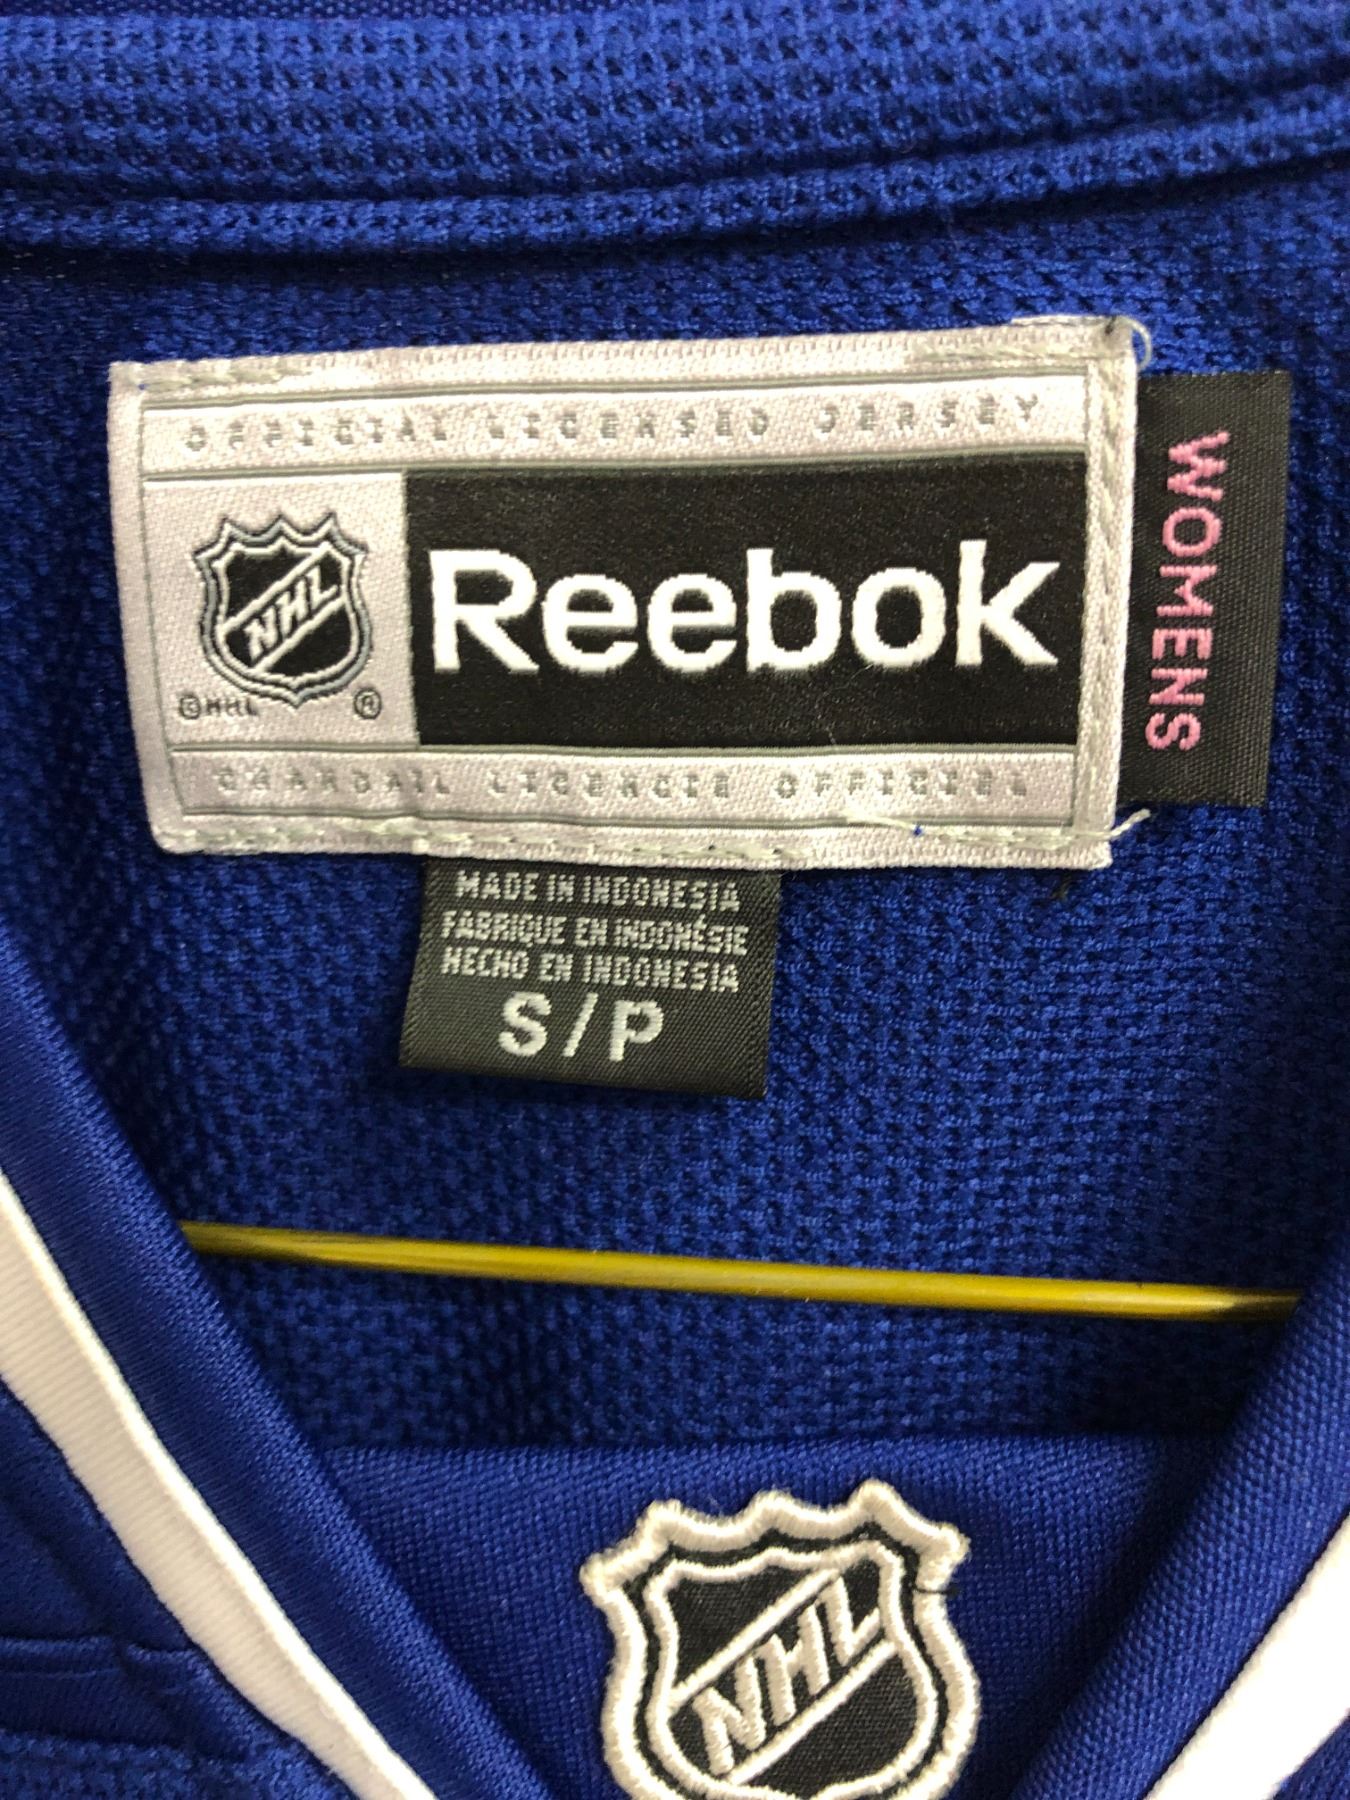 OFFICIAL LICENSED JERSEY
NHL
©NHL ®
Reebok
CHANDAIL LICENCIE OFFICIEL
WOMENS
MADE IN INDONESIA
FABRIQUE EN INDONÉSIE
HECHO EN INDONESIA
S/P
NHL